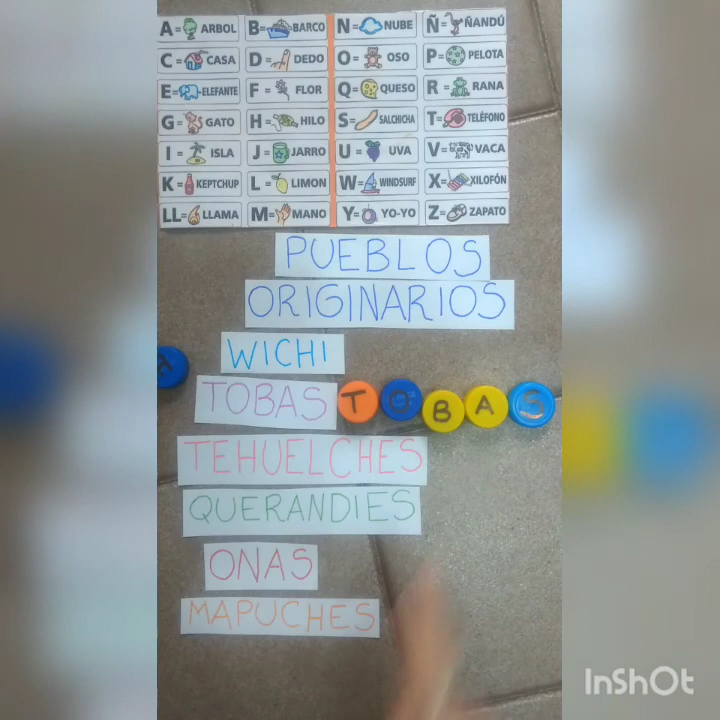 A= ARBOL B= BARCO N= NUBE Ñ= ÑANDÚ
C= CASA D= DEDO O= OSO P= PELOTA
E= ELEFANTE F= FLOR Q= QUESO R= RANA
G= GATO H= HILO S= SALCHICHA T= TELÉFONO
I= ISLA J= JARRO U= UVA V= VACA
K= KEPTCHUP L= LIMON W= WINDSURF X= XILOFÓN
LL= LLAMA M= MANO Y= YO-YO Z= ZAPATO
PUEBLOS
ORIGINARIOS
WICHI
A
TOBAS TOBAS
TEHUELCHES
QUERANDIES
ONAS
MAPUCHES
InShOt